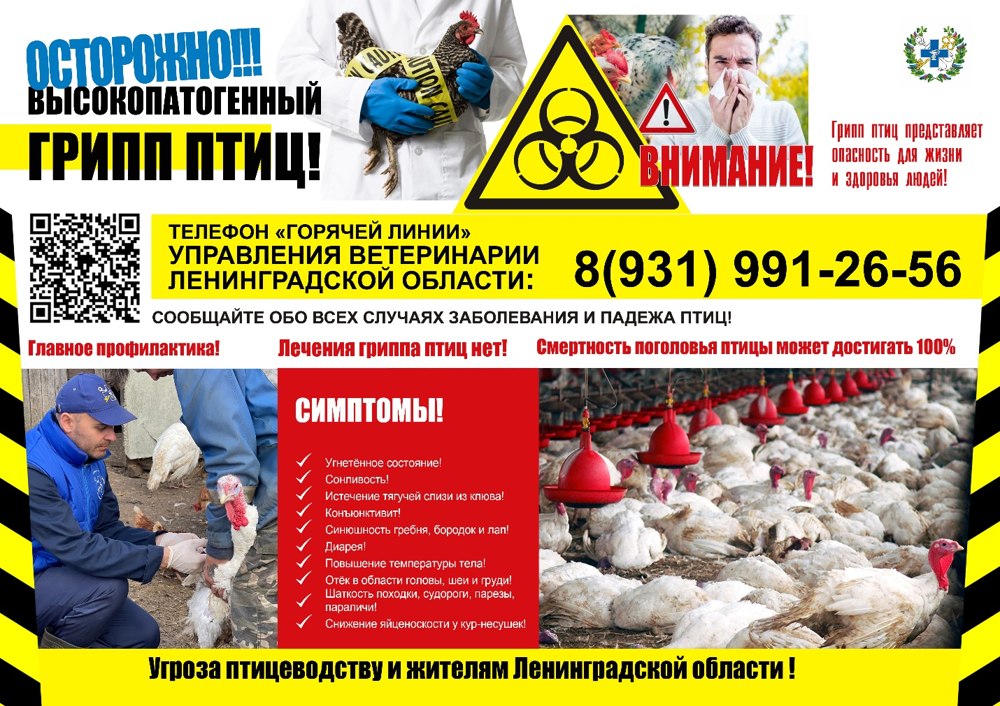 ОСТОРОЖНО!!!
ВЫСОКОПАТОГЕННЫЙ
ГРИПП ПТИЦ!
CAUTION CAU
ВНИМАНИЕ!
Грипп птиц представляет
опасность для жизни
и здоровья людей!
ТЕЛЕФОН «ГОРЯЧЕЙ ЛИНИИ»
УПРАВЛЕНИЯ ВЕТЕРИНАРИИ
ЛЕНИНГРАДСКОЙ ОБЛАСТИ:
8(931) 991-26-56
СООБЩАЙТЕ ОБО ВСЕХ СЛУЧАЯХ ЗАБОЛЕВАНИЯ И ПАДЕЖА ПТИЦ!
Главное профилактика!
Лечения гриппа птиц нет!
Смертность поголовья птицы может достигать 100%
СИМПТОМЫ!
Угнетённое состояние!
Сонливость!
Истечение тягучей слизи из клюва!
Конъюнктивит!
Синюшность гребня, бородок и лап!
Диарея!
Повышение температуры тела!
Отёк в области головы, шеи и груди!
Шаткость походки, судороги, парезы,
параличи!
Снижение яйценоскости у кур-несушек!
Угроза птицеводству и жителям Ленинградской области !